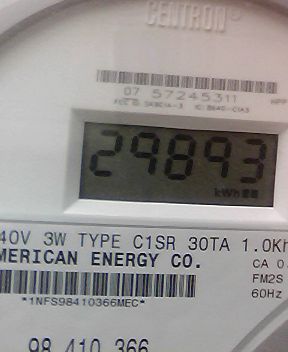 CENTRON®
07 57245311
29893
kWh
40V 3W TYPE C1SR 30TA 1.0Kh
MERICAN ENERGY CO.
CA 0.
FM2S
60Hz
*1NFS98410366MEC*
98 410 366